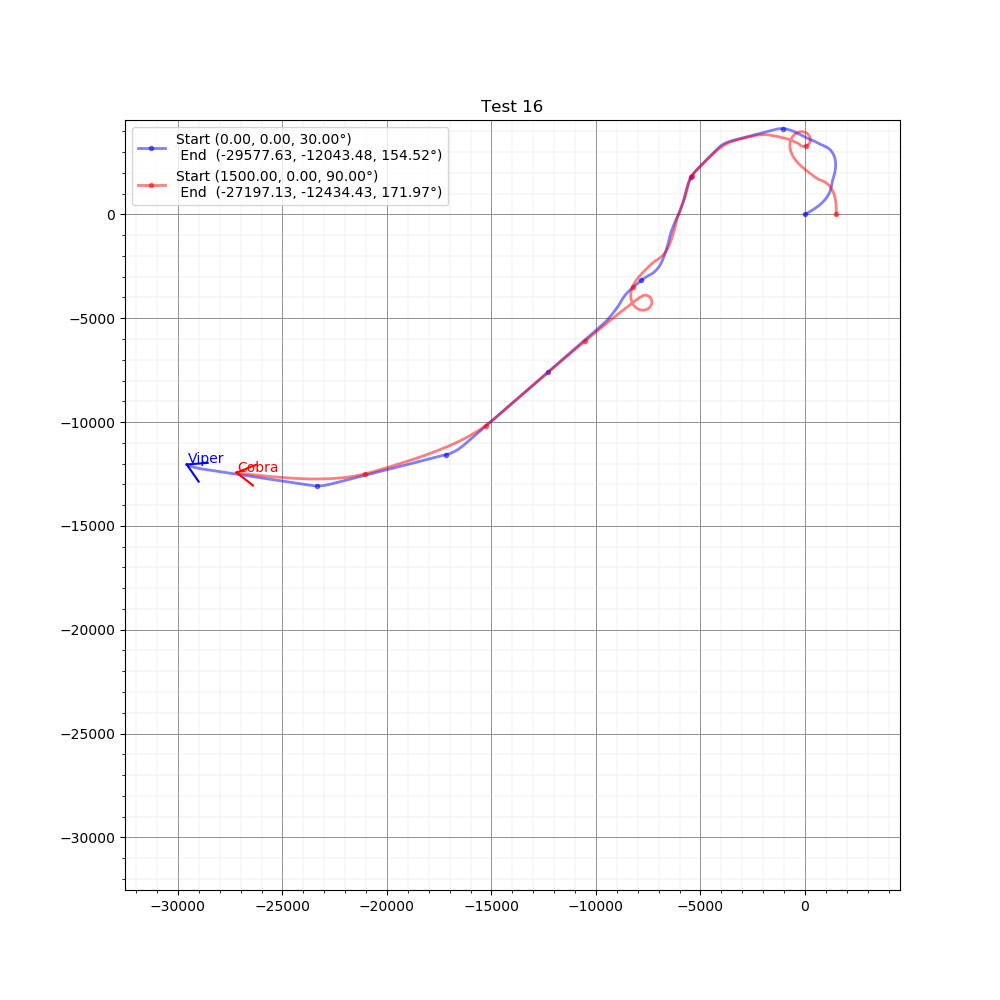 Test 16
Start (0.00, 0.00, 30.00°)
End (-29577.63, -12043.48, 154.52°)
Start (1500.00, 0.00, 90.00°)
End (-27197.13, -12434.43, 171.97°)
0
−5000
−10000
−15000
−20000
−25000
−30000
Viper
Cobra
−30000 −25000 −20000 −15000 −10000 −5000 0